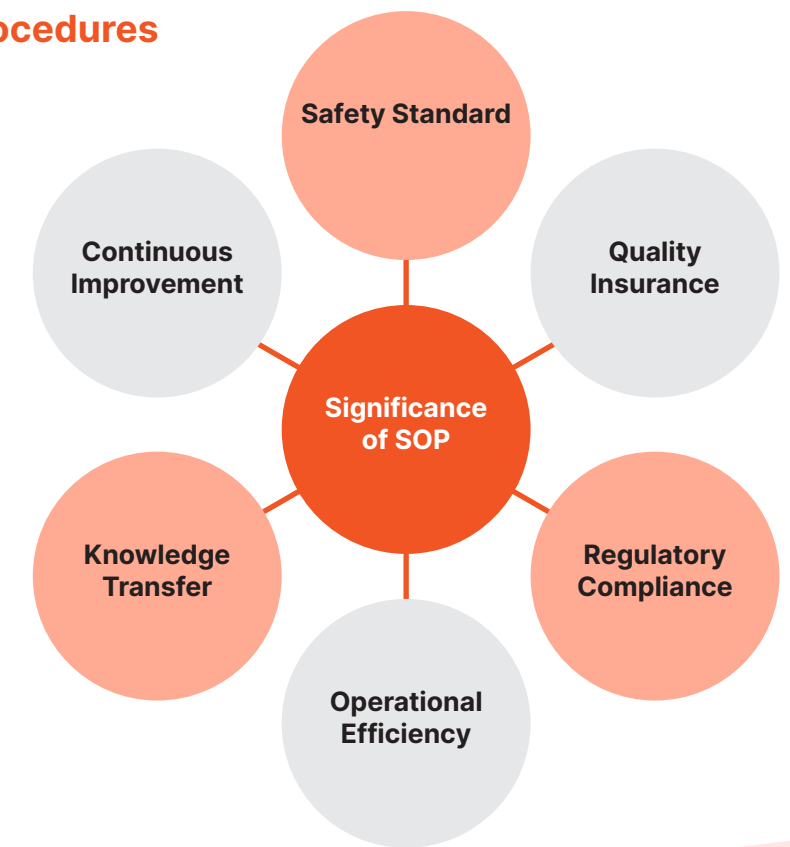 ocedures
Safety Standard
Continuous
Improvement
Quality
Insurance
Significance
of SOP
Knowledge
Transfer
Regulatory
Compliance
Operational
Efficiency